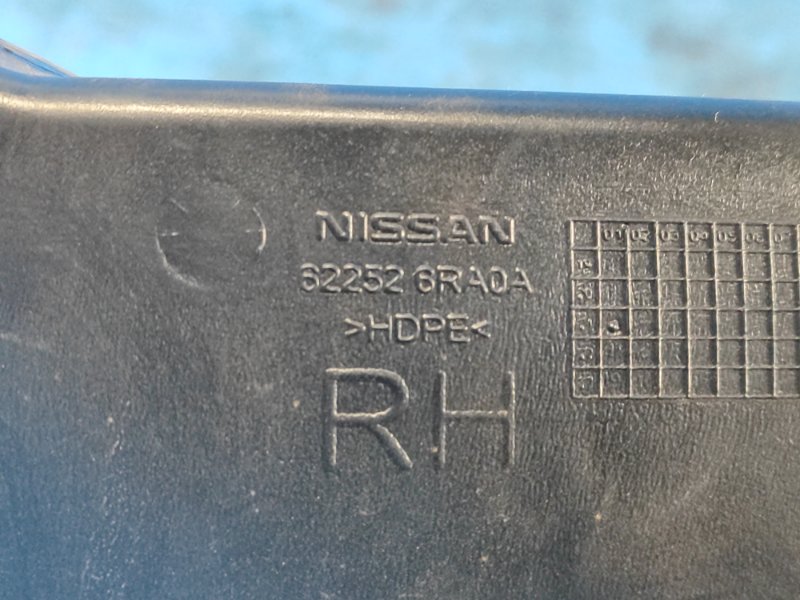 NISSAN
62252 6RA0A
>HDPE<
RH